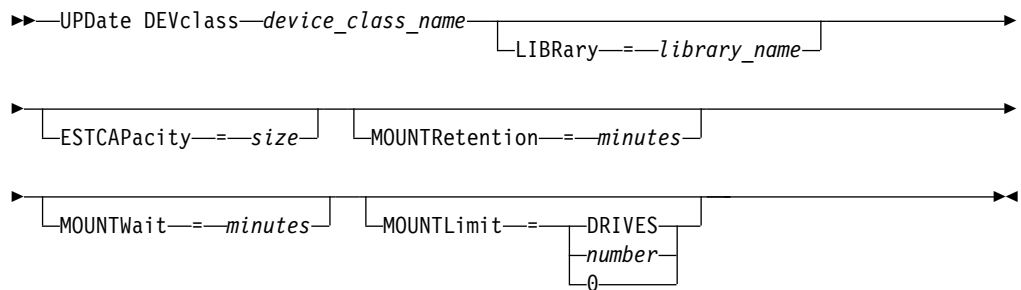 UPDate DEVclass device_class_name
LIBRary = library_name
ESTCAPacity = size MOUNTRetention = minutes
MOUNTWait = minutes MOUNTLimit = DRIVES
number
0